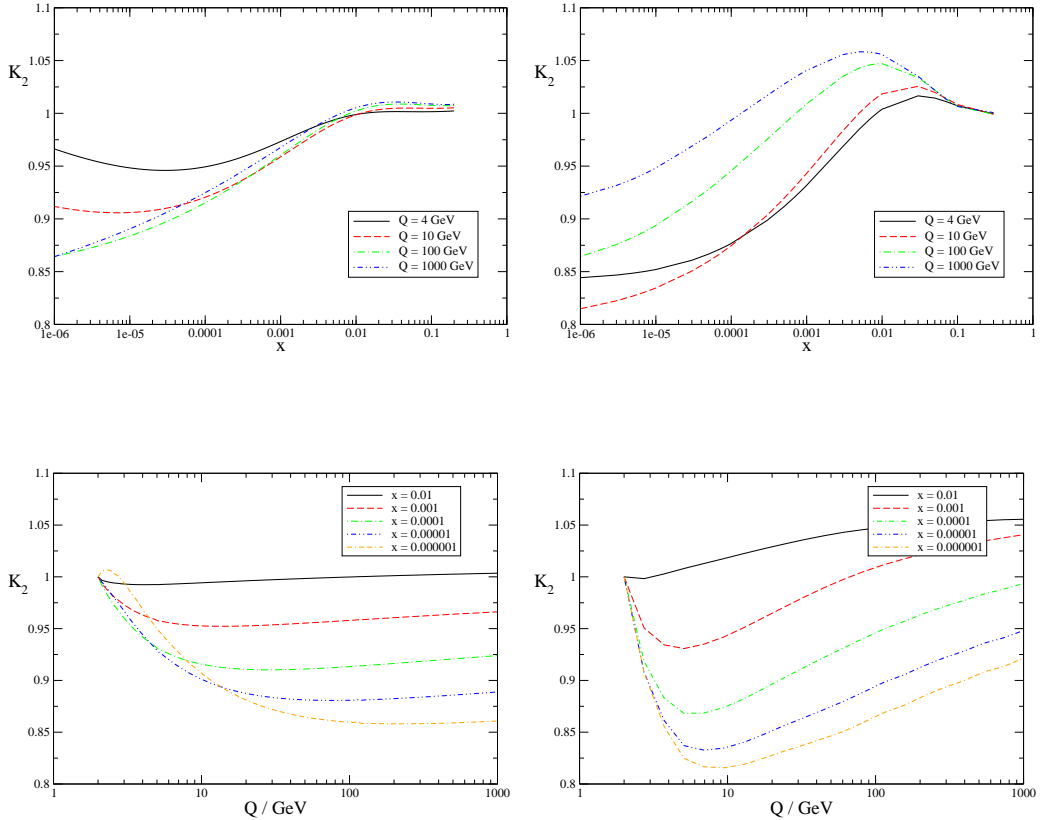 1.1
1.05
K2
1
0.95
0.9
0.85
0.8
1e-06 1e-05 0.0001 0.001 0.01 0.1 1
x
Q = 4 GeV
Q = 10 GeV
Q = 100 GeV
Q = 1000 GeV
1.1
1.05
K2
1
0.95
0.9
0.85
0.8
1e-06 1e-05 0.0001 0.001 0.01 0.1 1
x
Q = 4 GeV
Q = 10 GeV
Q = 100 GeV
Q = 1000 GeV
1.1
1.05
K2
1
0.95
0.9
0.85
0.8
1 10 100 1000
Q / GeV
x = 0.01
x = 0.001
x = 0.0001
x = 0.00001
x = 0.000001
1.1
1.05
K2
1
0.95
0.9
0.85
0.8
1 10 100 1000
Q / GeV
x = 0.01
x = 0.001
x = 0.0001
x = 0.00001
x = 0.000001